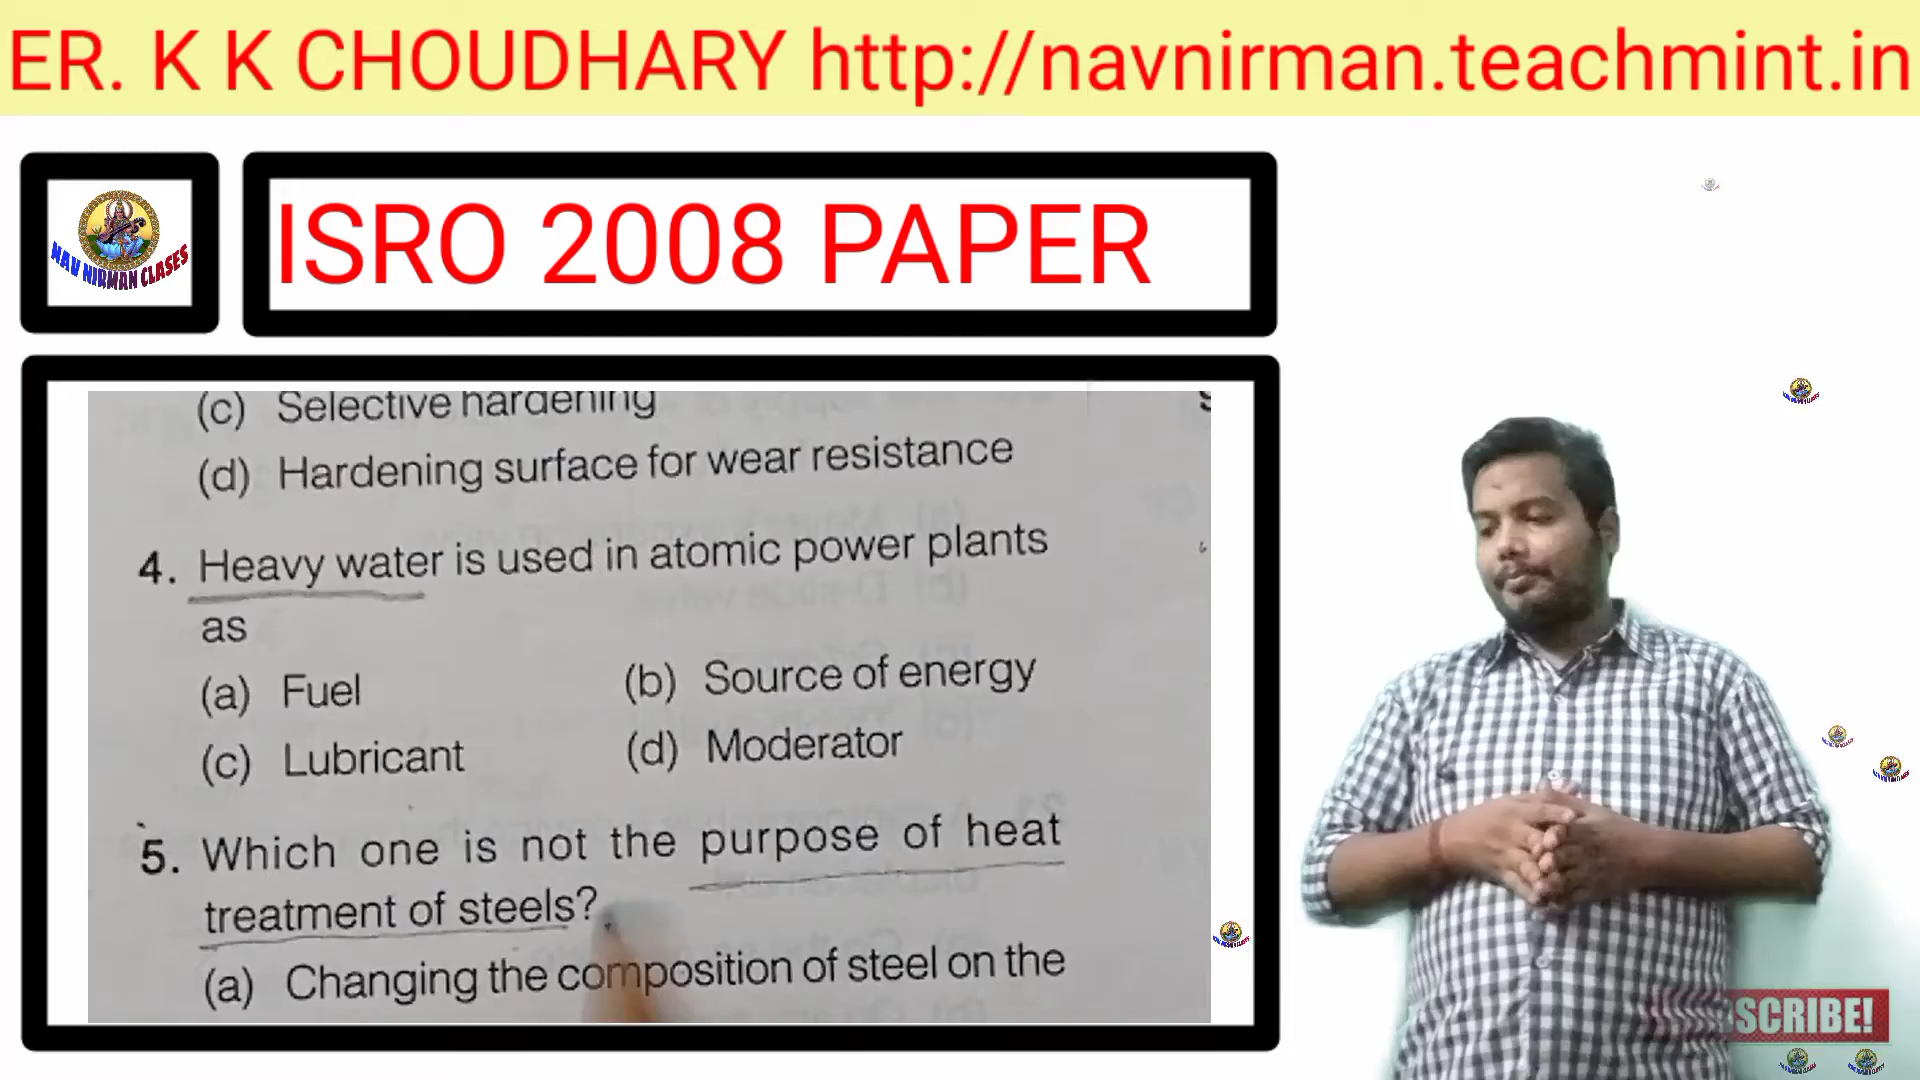 ER. K K CHOUDHARY http://navnirman.teachmint.in
NAV NIRMAN CLASES
ISRO 2008 PAPER
(c) Selective hardening
(d) Hardening surface for wear resistance
4. Heavy water is used in atomic power plants
as
(a) Fuel (b) Source of energy
(c) Lubricant (d) Moderator
5. Which one is not the purpose of heat
treatment of steels?
(a) Changing the composition of steel on the
SCRIBE!